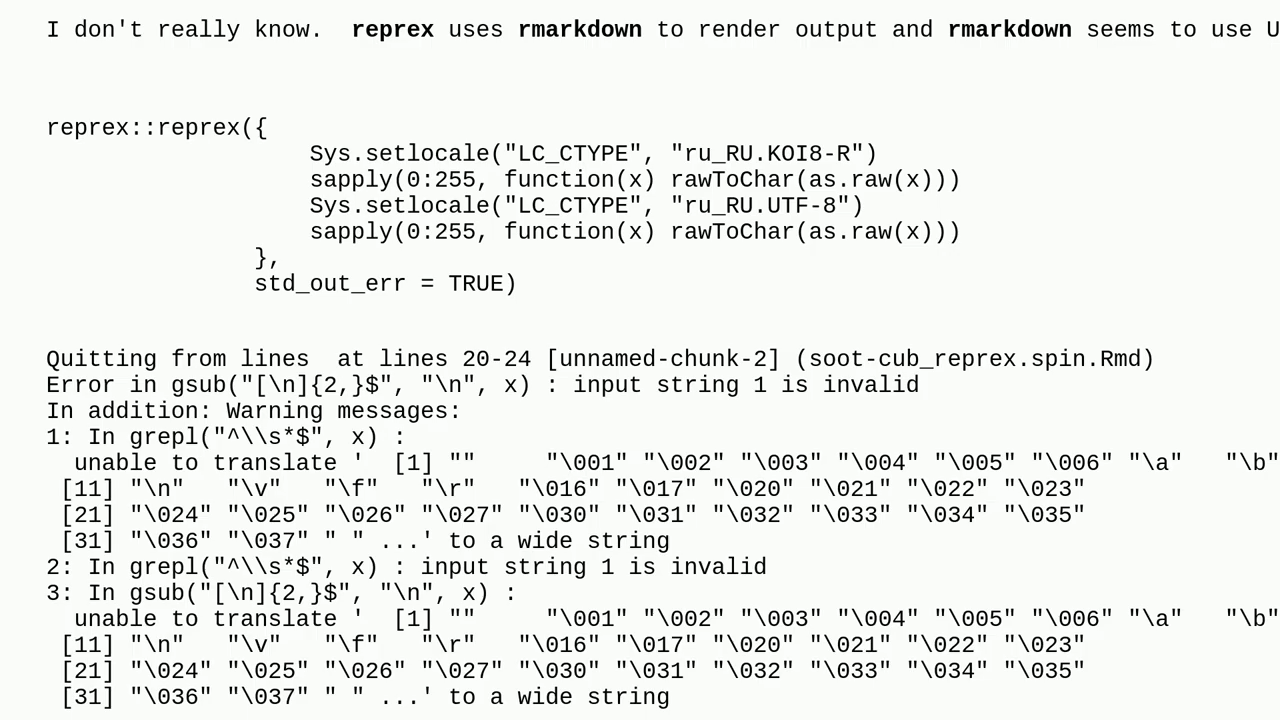 I don't really know.  reprex uses rmarkdown to render output and rmarkdown seems to use U
reprex::reprex({
                   Sys.setlocale("LC_CTYPE", "ru_RU.KOI8-R")
                   sapply(0:255, function(x) rawToChar(as.raw(x)))
                   Sys.setlocale("LC_CTYPE", "ru_RU.UTF-8")
                   sapply(0:255, function(x) rawToChar(as.raw(x)))
               },
               std_out_err = TRUE)
Quitting from lines  at lines 20-24 [unnamed-chunk-2] (soot-cub_reprex.spin.Rmd)
Error in gsub("[\n]{2,}$", "\n", x) : input string 1 is invalid
In addition: Warning messages:
1: In grepl("^\\s*$", x) :
  unable to translate '  [1] ""     "\001" "\002" "\003" "\004" "\005" "\006" "\a"   "\b"
 [11] "\n"   "\v"   "\f"   "\r"   "\016" "\017" "\020" "\021" "\022" "\023"
 [21] "\024" "\025" "\026" "\027" "\030" "\031" "\032" "\033" "\034" "\035"
 [31] "\036" "\037" " " ...' to a wide string
2: In grepl("^\\s*$", x) : input string 1 is invalid
3: In gsub("[\n]{2,}$", "\n", x) :
  unable to translate '  [1] ""     "\001" "\002" "\003" "\004" "\005" "\006" "\a"   "\b"
 [11] "\n"   "\v"   "\f"   "\r"   "\016" "\017" "\020" "\021" "\022" "\023"
 [21] "\024" "\025" "\026" "\027" "\030" "\031" "\032" "\033" "\034" "\035"
 [31] "\036" "\037" " " ...' to a wide string